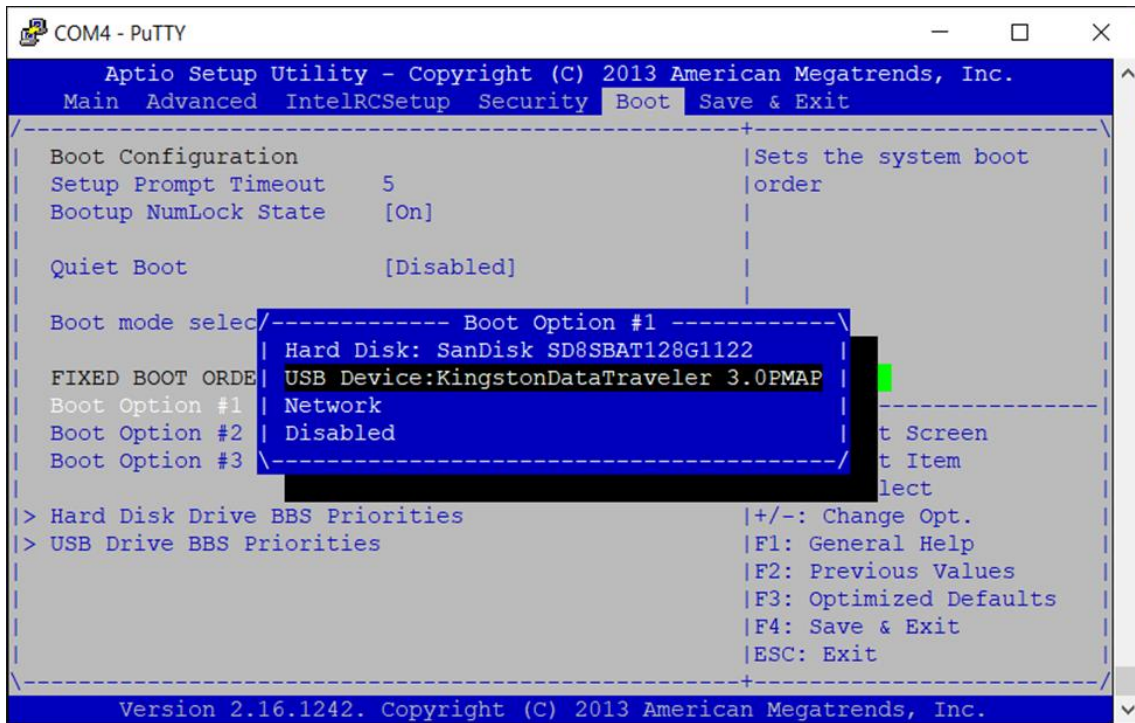 COM4 - PuTTY
Aptio Setup Utility - Copyright (C) 2013 American Megatrends, Inc.
Main Advanced IntelRCSetup Security Boot Save & Exit
Boot Configuration
Setup Prompt Timeout 5
Bootup NumLock State [On]
Quiet Boot [Disabled]
Boot mode selec
FIXED BOOT ORDE
Boot Option #1
Boot Option #2
Boot Option #3
> Hard Disk Drive BBS Priorities
> USB Drive BBS Priorities
Boot Option #1
Hard Disk: SanDisk SD8SBAT128G1122
USB Device:KingstonDataTraveler 3.0PMAP
Network
Disabled
Sets the system boot
order
t Screen
t Item
lect
+/-: Change Opt.
F1: General Help
F2: Previous Values
F3: Optimized Defaults
F4: Save & Exit
ESC: Exit
Version 2.16.1242. Copyright (C) 2013 American Megatrends, Inc.